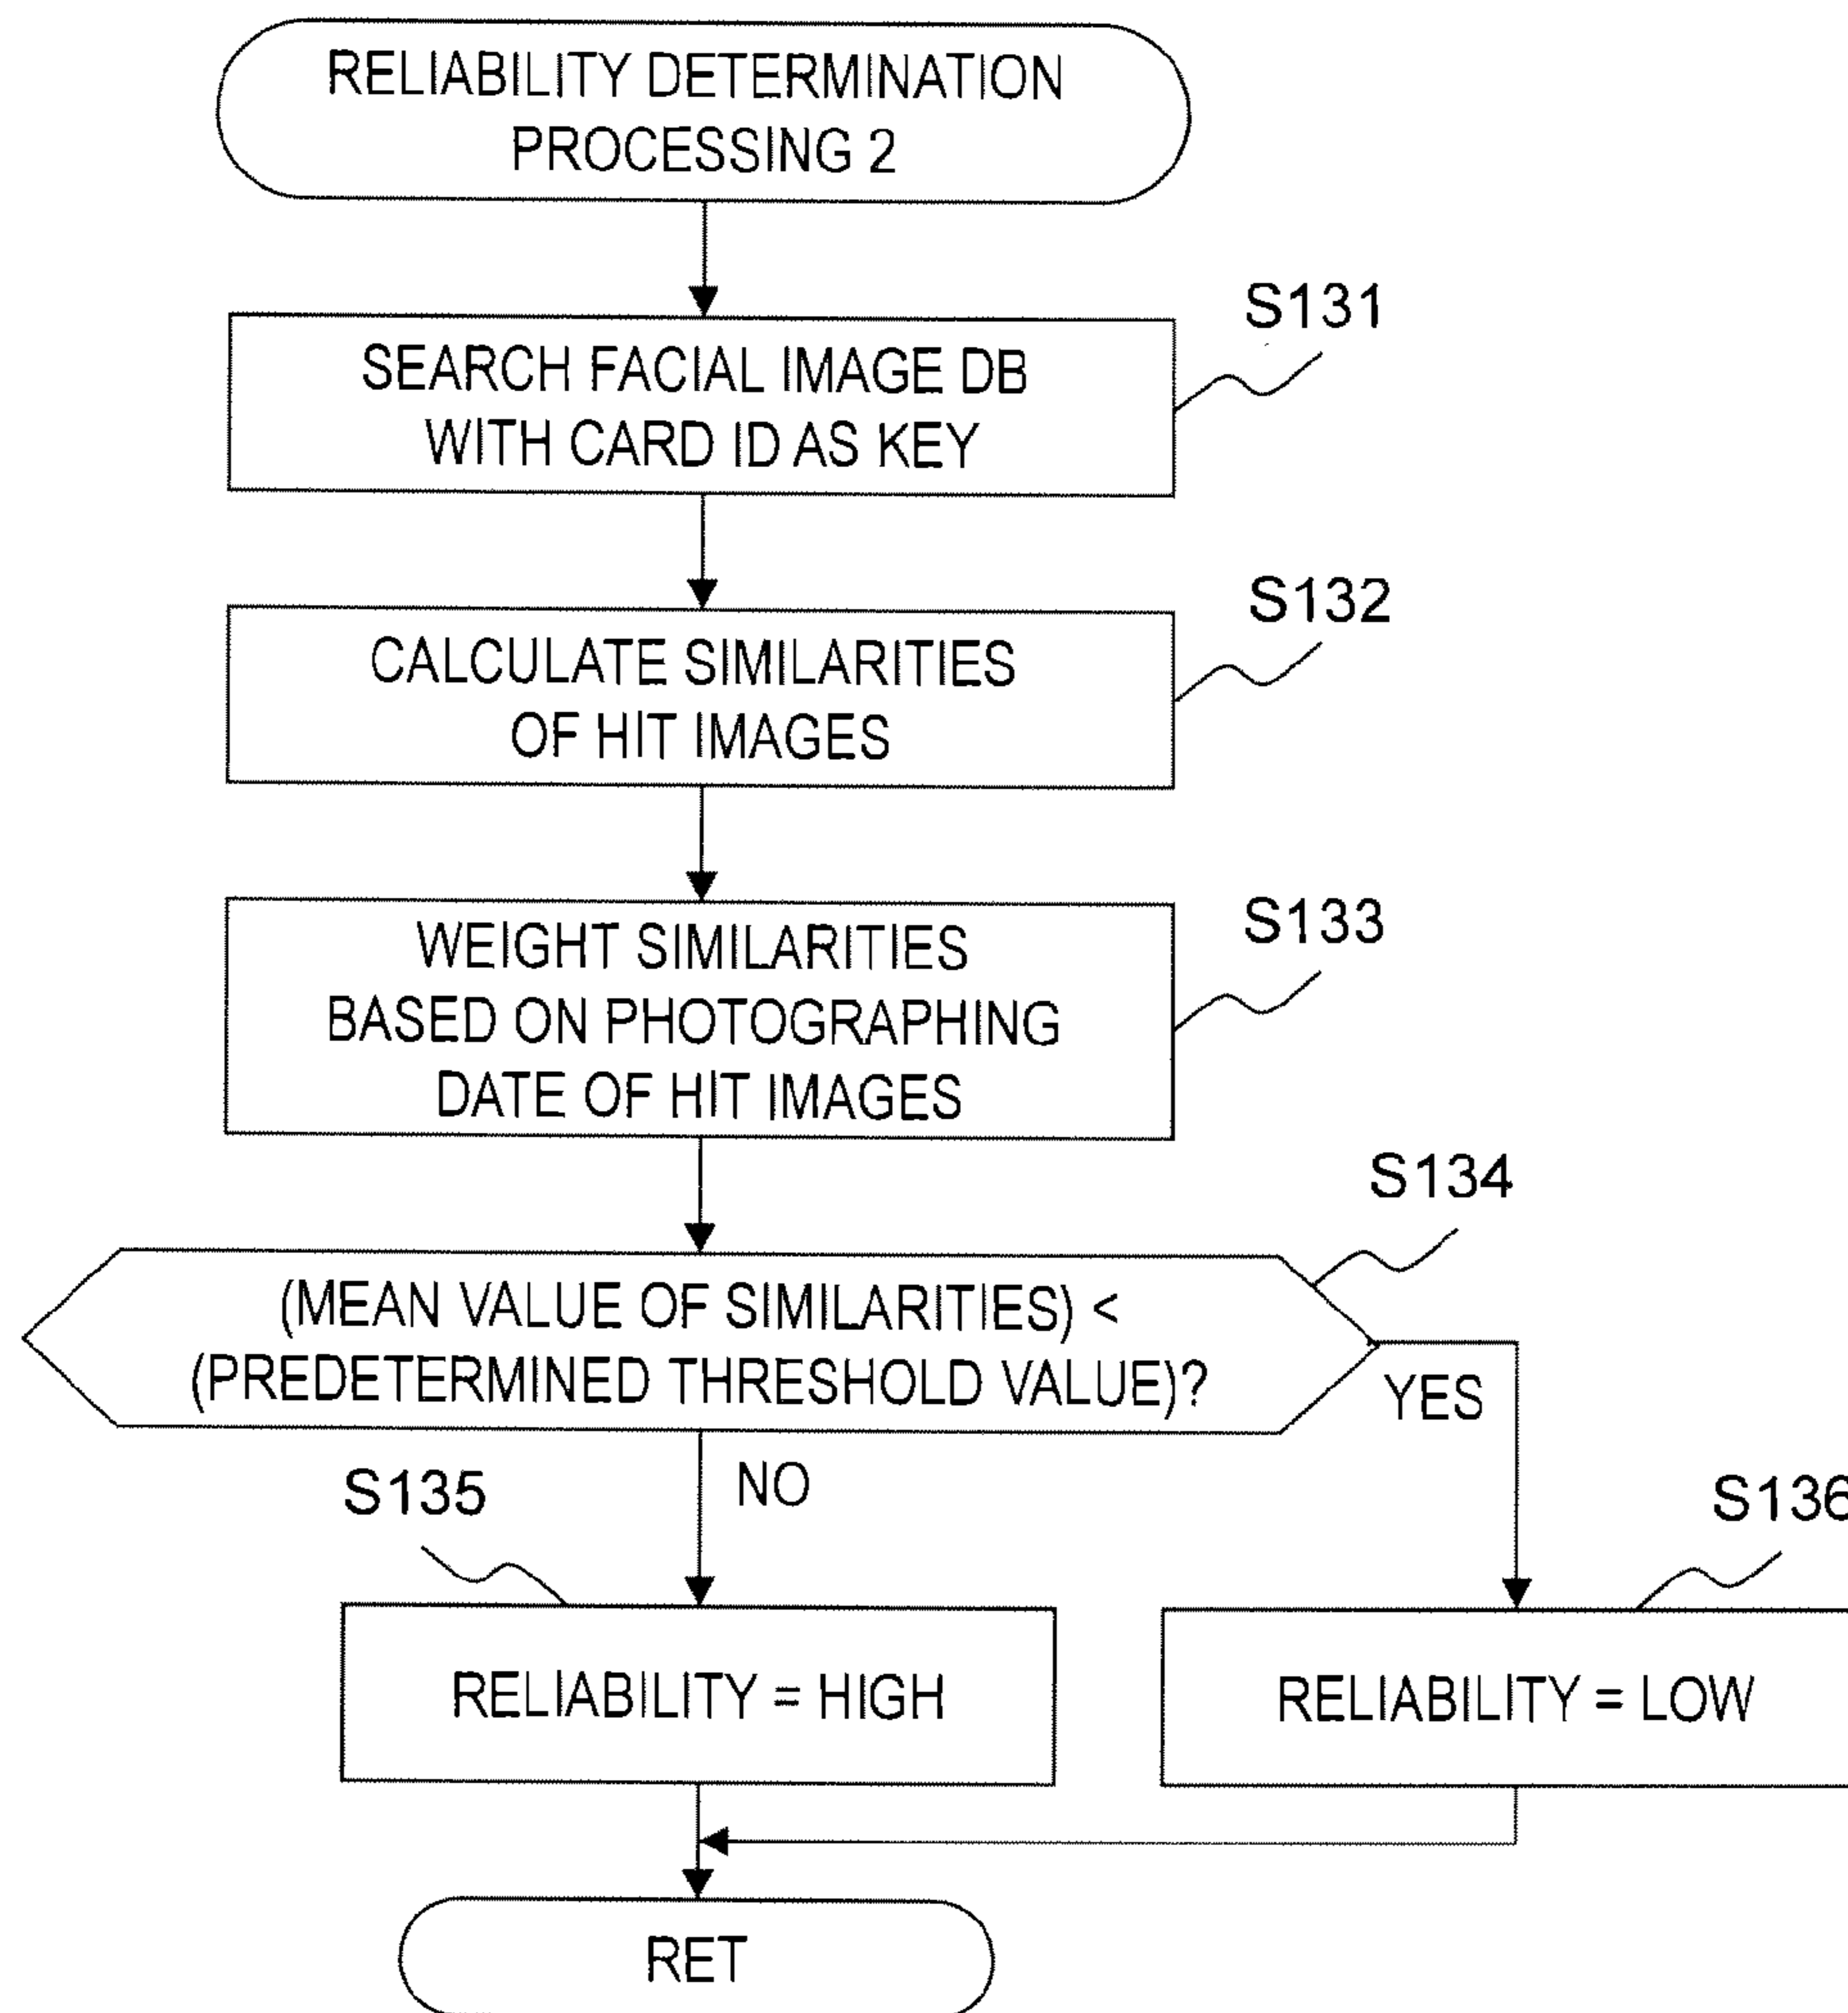 RELIABILITY DETERMINATION
PROCESSING 2
S131
SEARCH FACIAL IMAGE DB
WITH CARD ID AS KEY
S132
CALCULATE SIMILARITIES
OF HIT IMAGES
S133
WEIGHT SIMILARITIES
BASED ON PHOTOGRAPHING
DATE OF HIT IMAGES
S134
(MEAN VALUE OF SIMILARITIES) <
(PREDETERMINED THRESHOLD VALUE)?
YES
NO
S135
S136
RELIABILITY = HIGH
RELIABILITY = LOW
RET